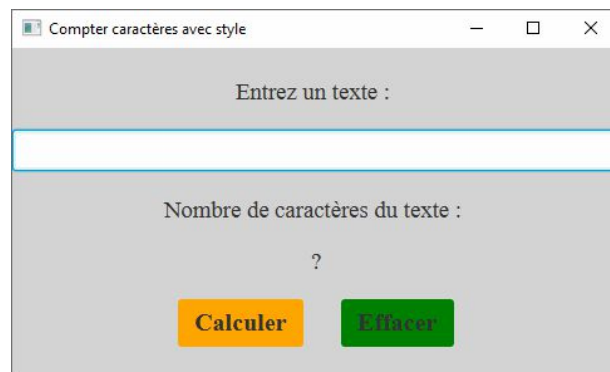 Compter caractères avec style
Entrez un texte :
Nombre de caractères du texte :
?
Calculer Effacer